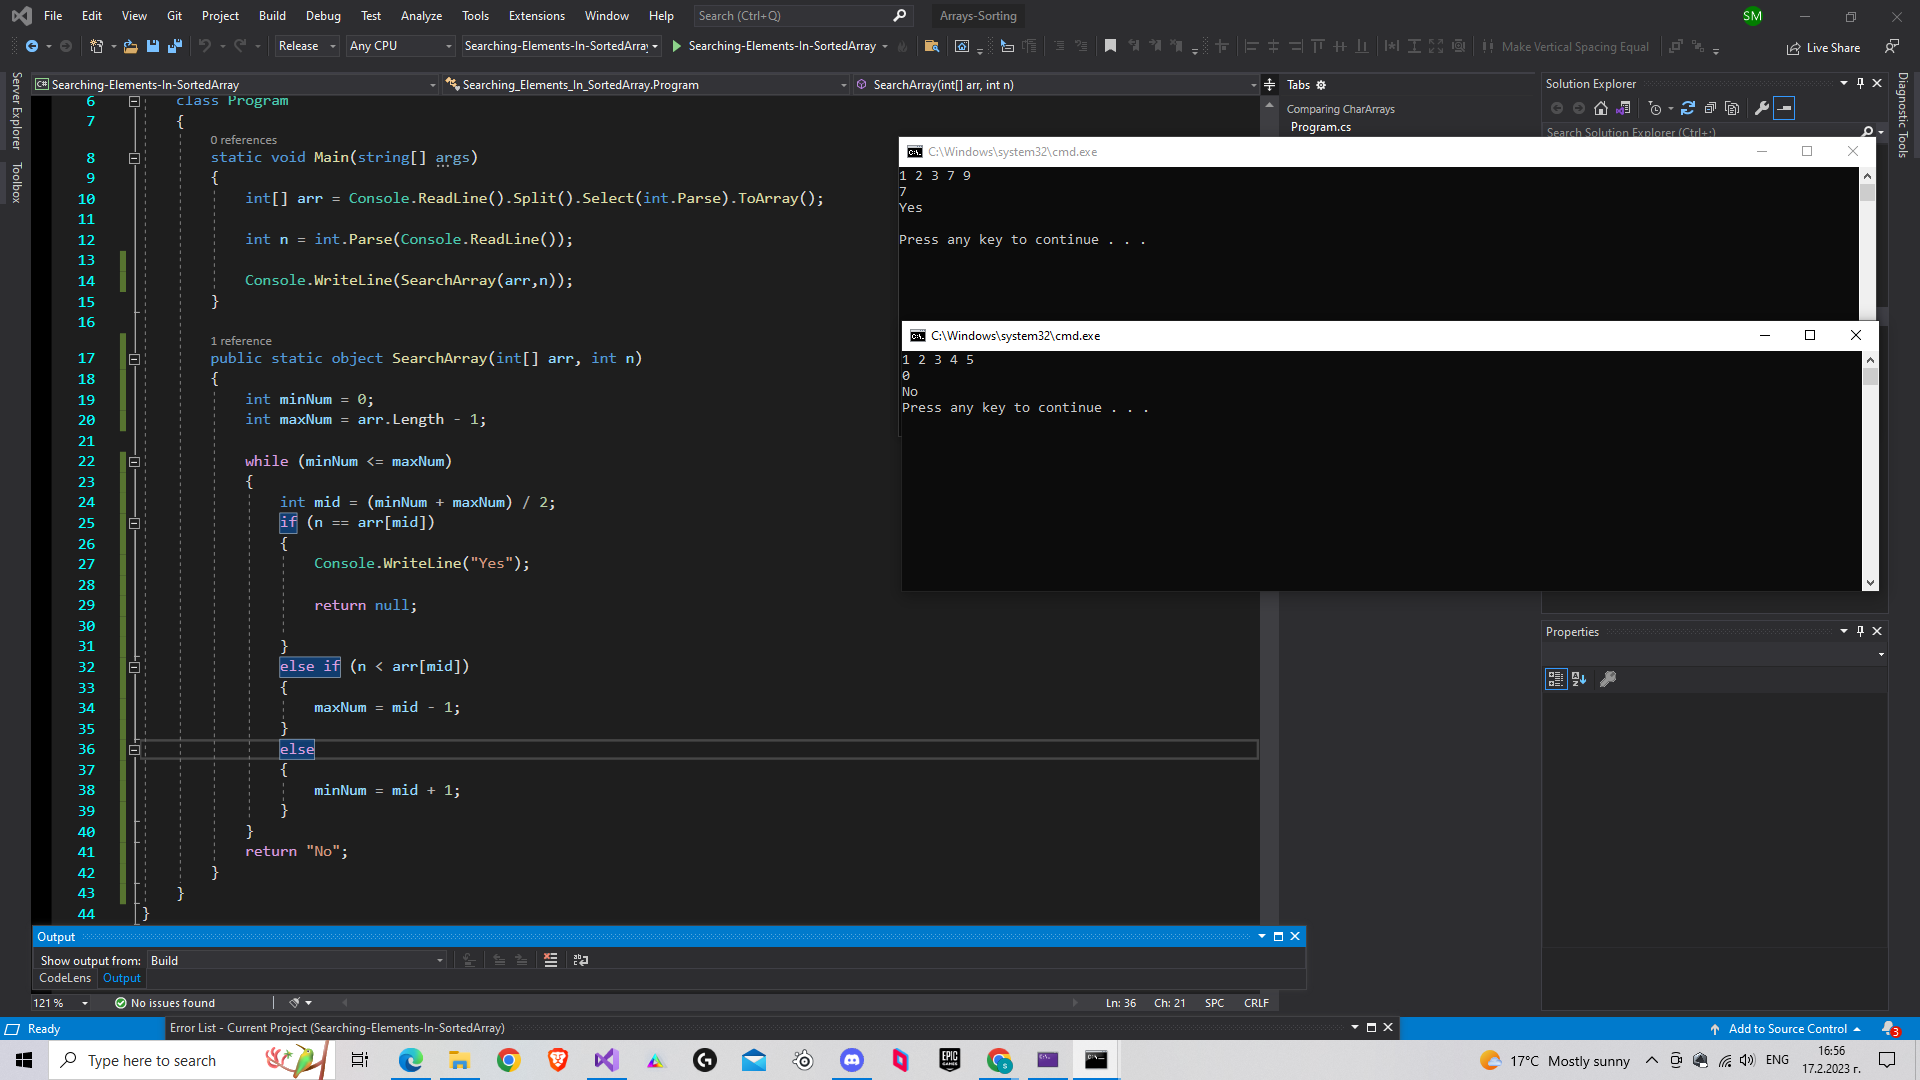 File Edit View Git Project Build Debug Test Analyze Tools Extensions Window Help Search (Ctrl+Q) Arrays-Sorting SM
Release Any CPU Searching-Elements-In-SortedArray Searching-Elements-In-SortedArray Make Vertical Spacing Equal Live Share
Server Explorer
Toolbox
Searching-Elements-In-SortedArray Searching_Elements_In_SortedArray.Program SearchArray(int[] arr, int n)
6 class Program
7 {
0 references
8 static void Main(string[] args)
9 {
10 int[] arr = Console.ReadLine().Split().Select(int.Parse).ToArray();
11
12 int n = int.Parse(Console.ReadLine());
13
14 Console.WriteLine(SearchArray(arr,n));
15 }
16
1 reference
17 public static object SearchArray(int[] arr, int n)
18 {
19 int minNum = 0;
20 int maxNum = arr.Length - 1;
21
22 while (minNum <= maxNum)
23 {
24 int mid = (minNum + maxNum) / 2;
25 if (n == arr[mid])
26 {
27 Console.WriteLine("Yes");
28
29 return null;
30
31 }
32 else if (n < arr[mid])
33 {
34 maxNum = mid - 1;
35 }
36 else
37 {
38 minNum = mid + 1;
39 }
40 }
41 return "No";
42 }
43 }
44 }
Tabs
Comparing CharArrays
Program.cs
Solution Explorer
Search Solution Explorer (Ctrl+;)
Diagnostic Tools
C:\Windows\system32\cmd.exe
1 2 3 7 9
7
Yes
Press any key to continue . . .
C:\Windows\system32\cmd.exe
1 2 3 4 5
0
No
Press any key to continue . . .
Properties
Output
Show output from: Build
CodeLens Output
121 % No issues found Ln: 36 Ch: 21 SPC CRLF
Ready Error List - Current Project (Searching-Elements-In-SortedArray) Add to Source Control 3
Type here to search 17°C Mostly sunny ENG 16:56
17.2.2023 г.